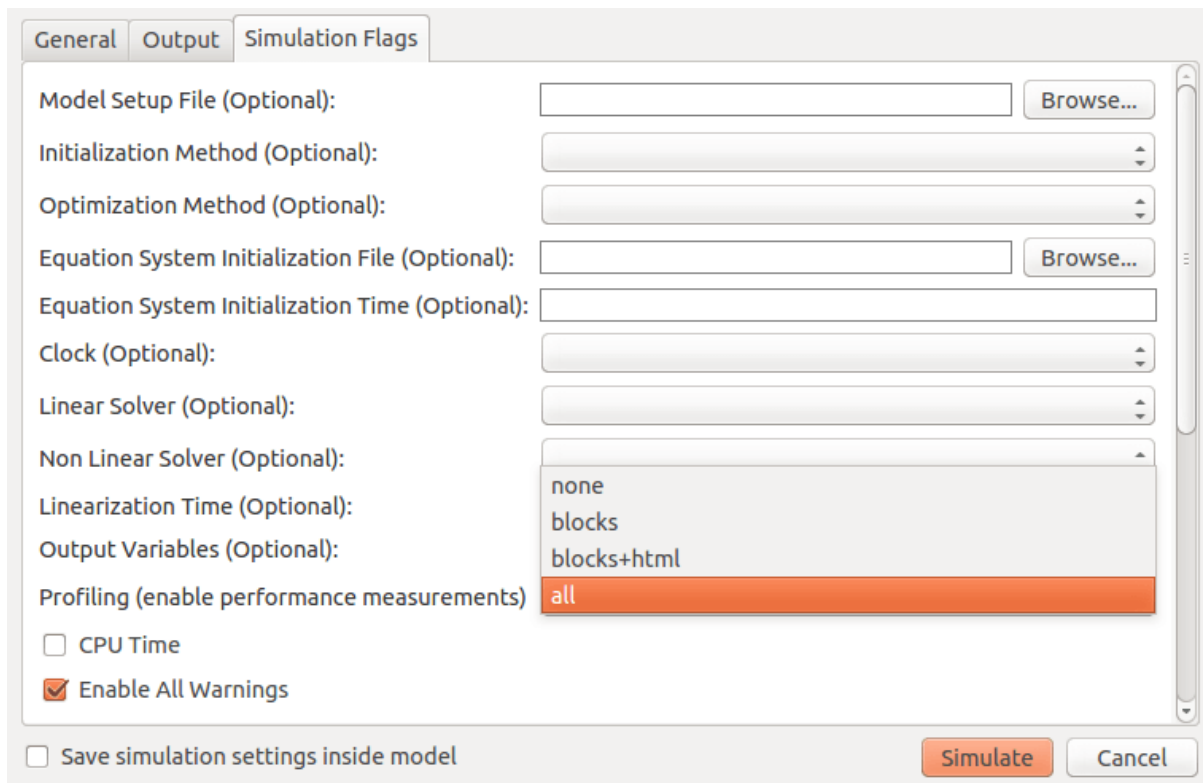 General Output Simulation Flags
Model Setup File (Optional): Browse...
Initialization Method (Optional):
Optimization Method (Optional):
Equation System Initialization File (Optional): Browse...
Equation System Initialization Time (Optional):
Clock (Optional):
Linear Solver (Optional):
Non Linear Solver (Optional):
none
Linearization Time (Optional):
blocks
Output Variables (Optional):
blocks+html
Profiling (enable performance measurements) all
CPU Time
Enable All Warnings
Save simulation settings inside model Simulate Cancel